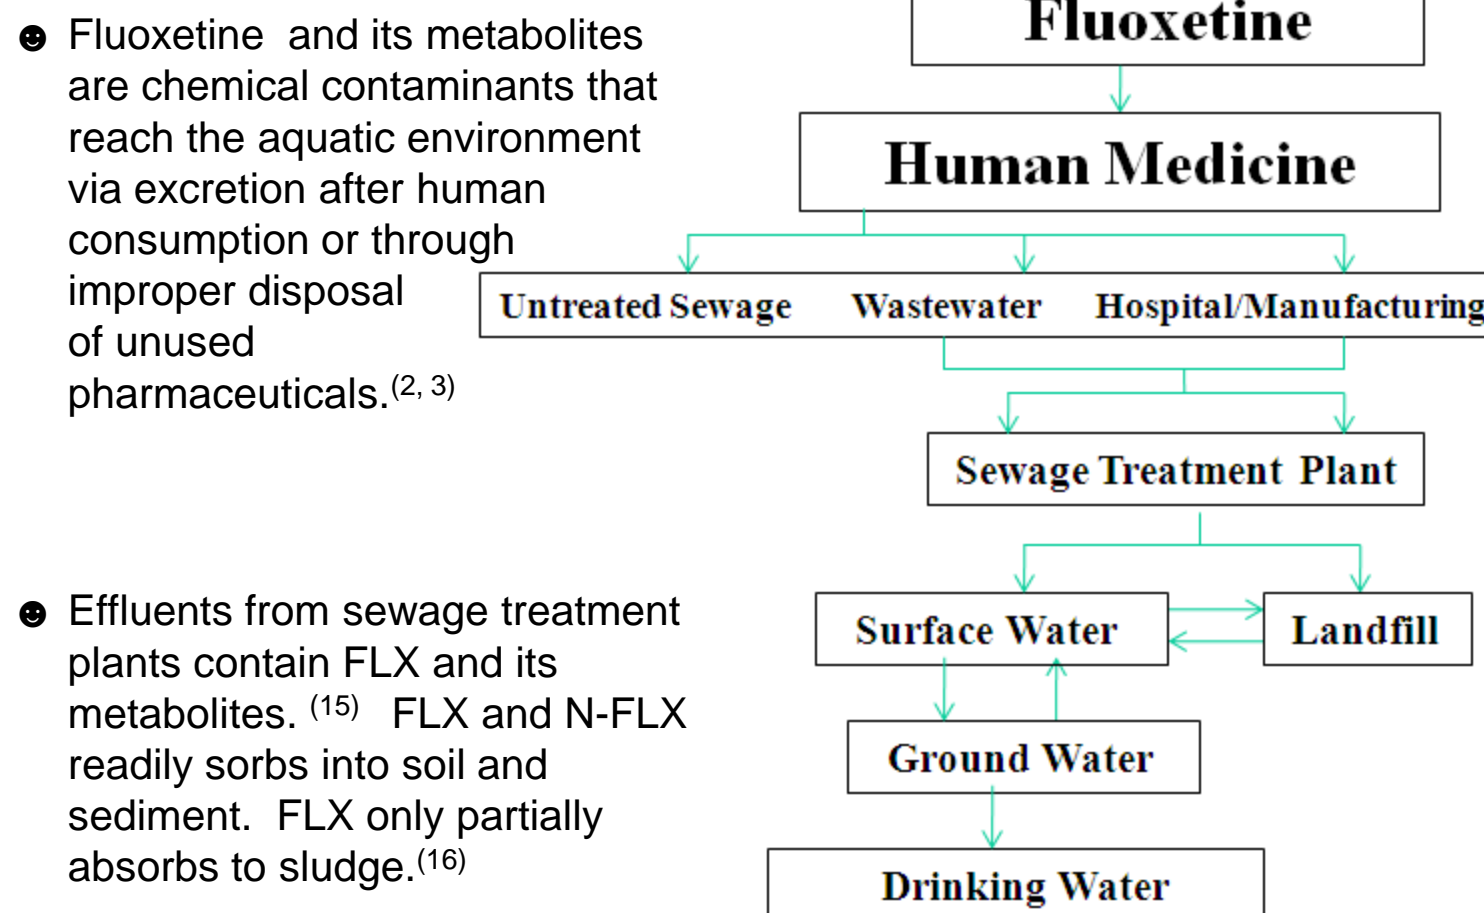 Fluoxetine and its metabolites
are chemical contaminants that
reach the aquatic environment
via excretion after human
consumption or through
improper disposal
of unused
pharmaceuticals.(2, 3)
Effluents from sewage treatment
plants contain FLX and its
metabolites. (15) FLX and N-FLX
readily sorbs into soil and
sediment. FLX only partially
absorbs to sludge.(16)
Fluoxetine
Human Medicine
Untreated Sewage Wastewater Hospital/Manufacturing
Sewage Treatment Plant
Surface Water Landfill
Ground Water
Drinking Water